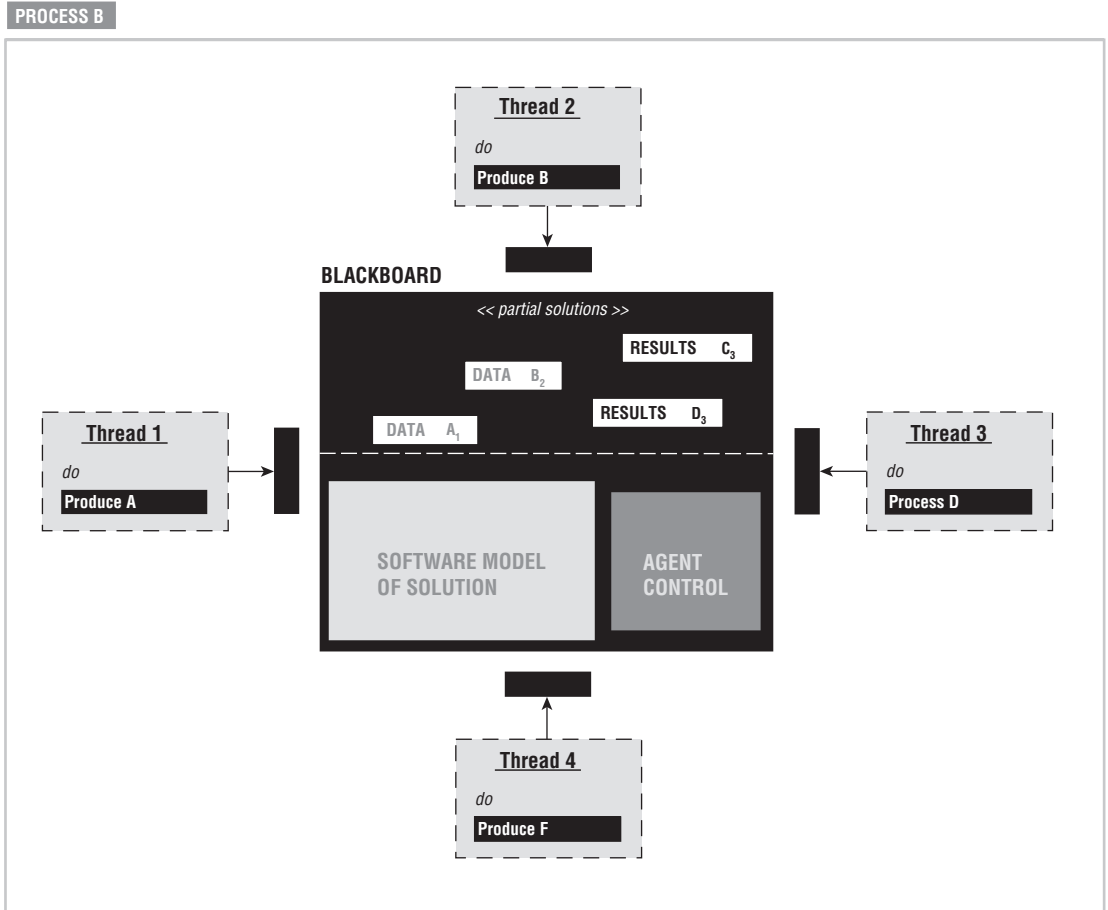 PROCESS B
Thread 2
do
Produce B
BLACKBOARD
<< partial solutions >>
RESULTS C₃
DATA B₂
RESULTS D₃
DATA A₁
Thread 1
do
Produce A
Thread 3
do
Process D
SOFTWARE MODEL
OF SOLUTION
AGENT
CONTROL
Thread 4
do
Produce F